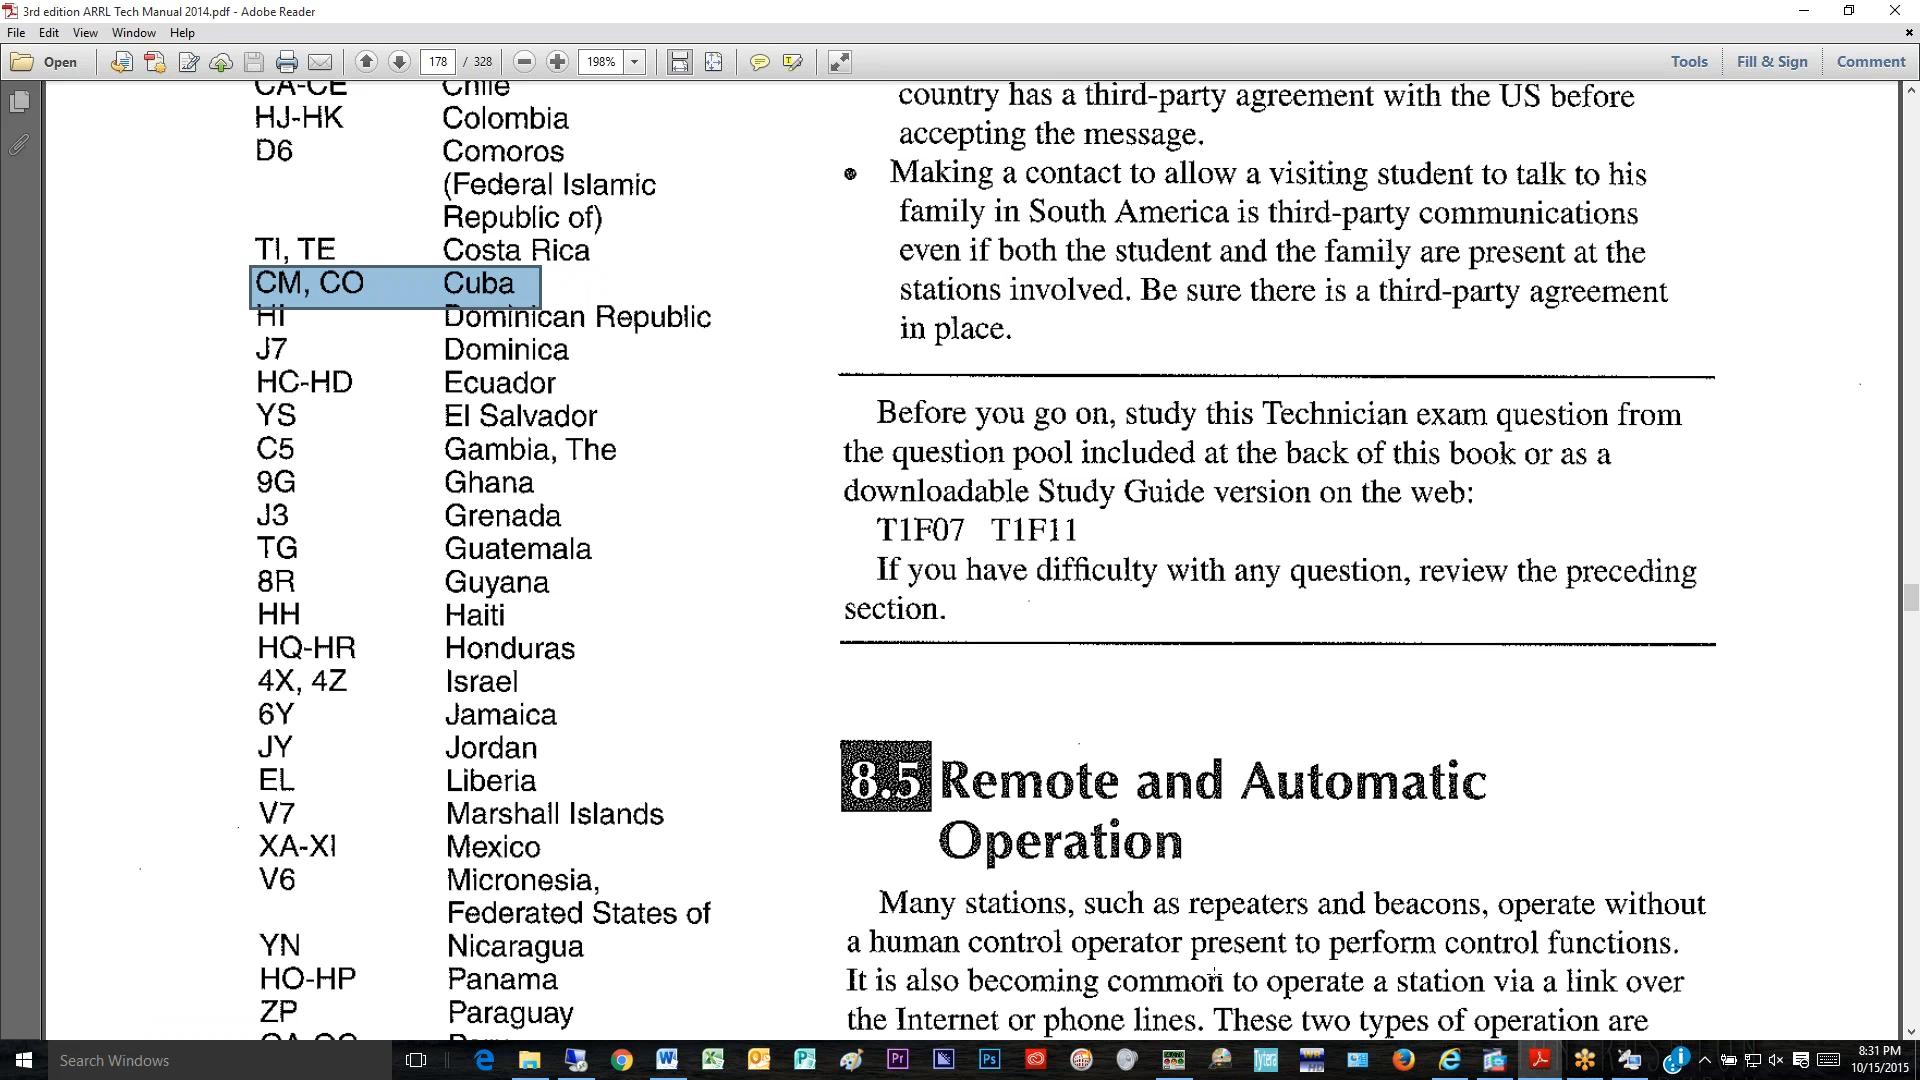 3rd edition ARRL Tech Manual 2014.pdf - Adobe Reader
File Edit View Window Help
Open 178 / 328 198% Tools Fill & Sign Comment
CA-CE Chile
HJ-HK Colombia
D6 Comoros
(Federal Islamic
Republic of)
TI, TE Costa Rica
CM, CO Cuba
HI Dominican Republic
J7 Dominica
HC-HD Ecuador
YS El Salvador
C5 Gambia, The
9G Ghana
J3 Grenada
TG Guatemala
8R Guyana
HH Haiti
HQ-HR Honduras
4X, 4Z Israel
6Y Jamaica
JY Jordan
EL Liberia
V7 Marshall Islands
XA-XI Mexico
V6 Micronesia,
Federated States of
YN Nicaragua
HO-HP Panama
ZP Paraguay
country has a third-party agreement with the US before
accepting the message.
• Making a contact to allow a visiting student to talk to his
family in South America is third-party communications
even if both the student and the family are present at the
stations involved. Be sure there is a third-party agreement
in place.
Before you go on, study this Technician exam question from
the question pool included at the back of this book or as a
downloadable Study Guide version on the web:
T1F07 T1F11
If you have difficulty with any question, review the preceding
section.
8.5 Remote and Automatic
Operation
Many stations, such as repeaters and beacons, operate without
a human control operator present to perform control functions.
It is also becoming common to operate a station via a link over
the Internet or phone lines. These two types of operation are
Search Windows
8:31 PM
10/15/2015